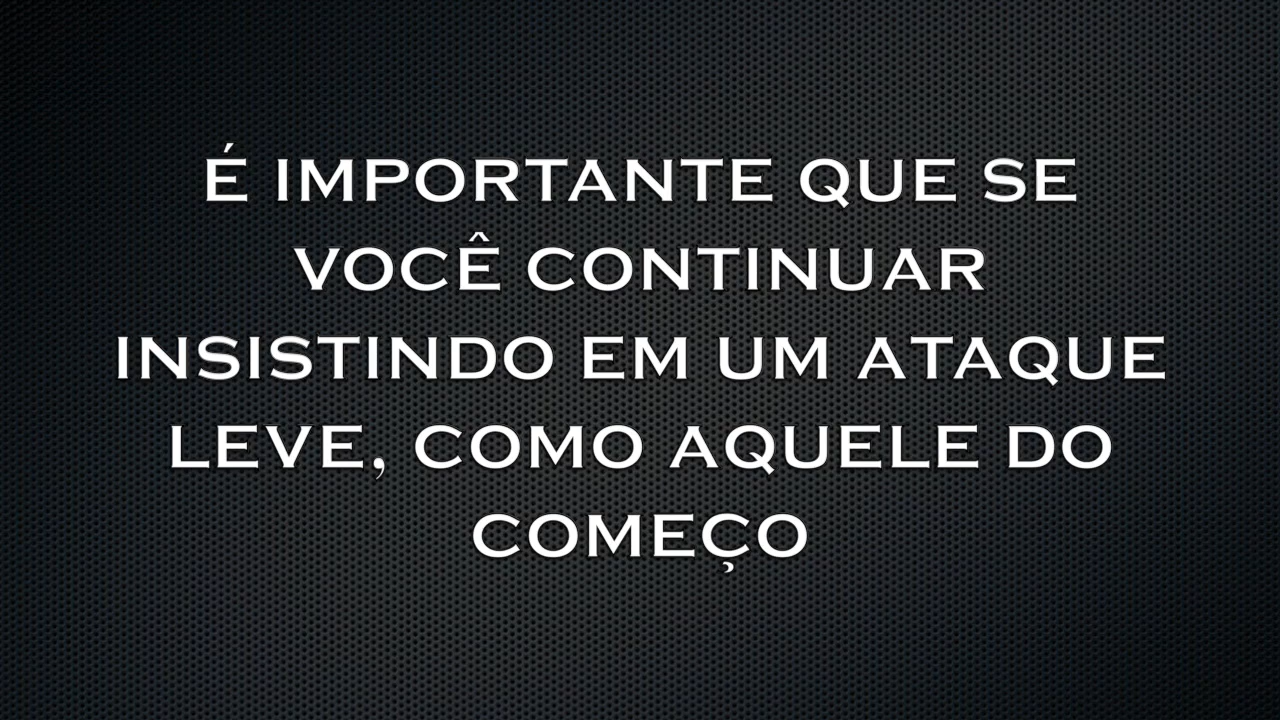 É IMPORTANTE QUE SE
VOCÊ CONTINUAR
INSISTINDO EM UM ATAQUE
LEVE, COMO AQUELE DO
COMEÇO